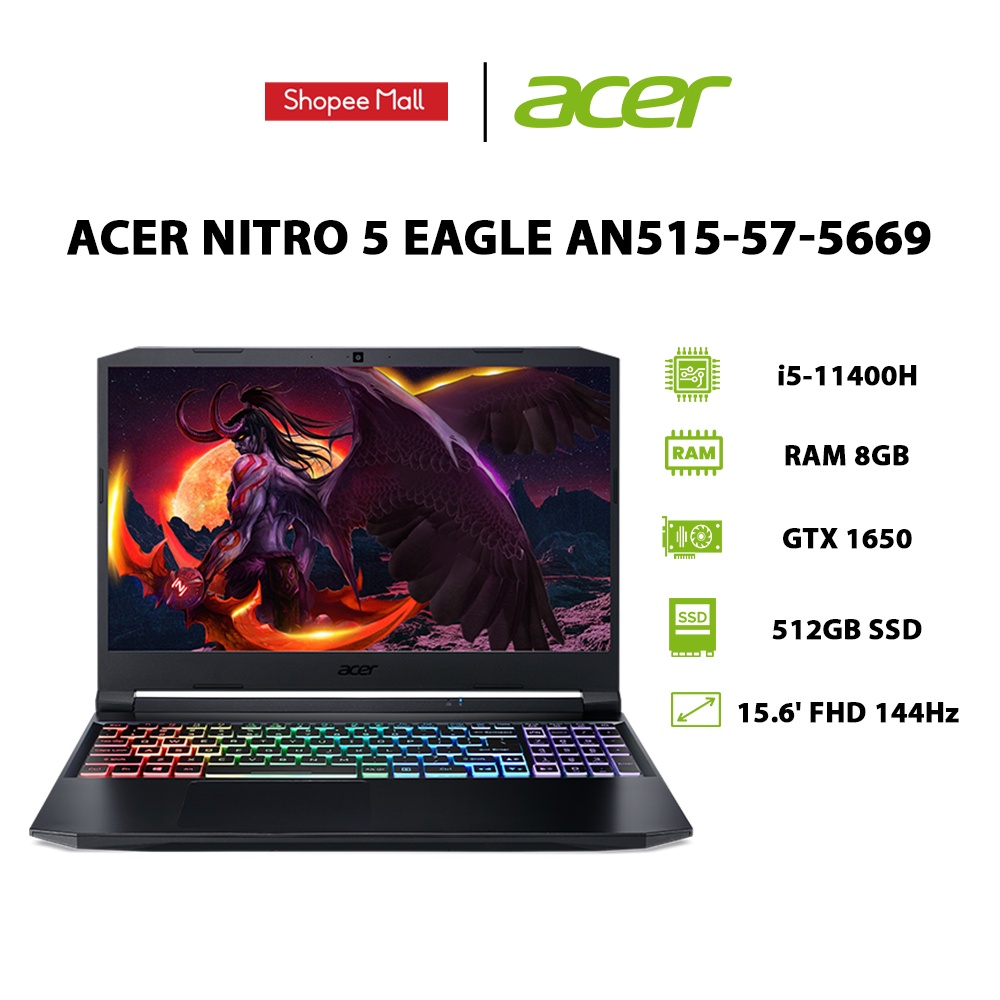 Shopee Mall
acer
ACER NITRO 5 EAGLE AN515-57-5669
i5-11400H
RAM
RAM 8GB
GTX 1650
SSD
512GB SSD
15.6' FHD 144Hz
acer